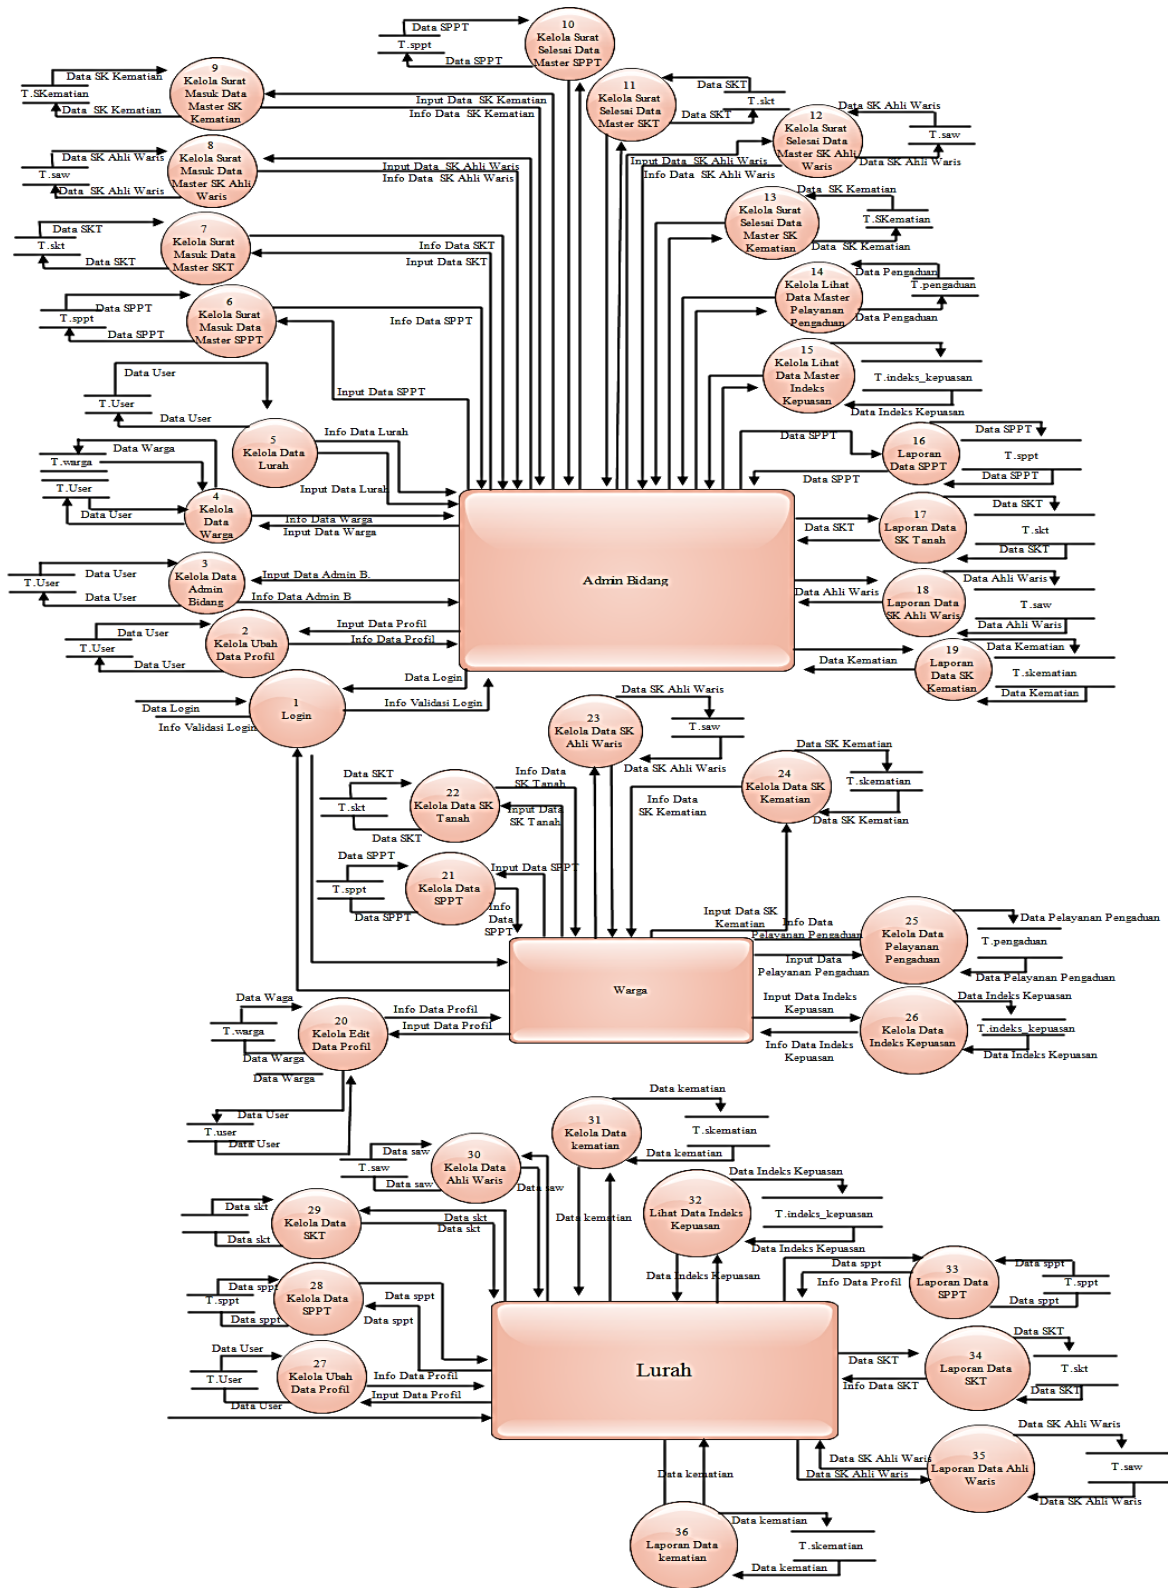 Data SPPT
T.sppt
Data SPPT
10
Kelola Surat
Selesai Data
Master SPPT
Data SK Kematian
T.SKematian
Data SK Kematian
9
Kelola Surat
Masuk Data
Master SK
Kematian
Input Data  SK Kematian
Info Data  SK Kematian
11
Kelola Surat
Selesai Data
Master SKT
Data SKT
T.skt
Data SKT
12
Kelola Surat
Selesai Data
Master SK Ahli
Waris
Data SK Ahli Waris
T.saw
Data SK Ahli Waris
Data SK Ahli Waris
T.saw
Data SK Ahli Waris
8
Kelola Surat
Masuk Data
Master SK Ahli
Waris
Input Data  SK Ahli Waris
Info Data  SK Ahli Waris
Input Data  SK Ahli Waris
Info Data  SK Ahli Waris
13
Kelola Surat
Selesai Data
Master SK
Kematian
Data  SK Kematian
T.SKematian
Data  SK Kematian
Data SKT
T.skt
Data SKT
7
Kelola Surat
Masuk Data
Master SKT
Info Data SKT
Input Data SKT
14
Kelola Lihat
Data Master
Pelayanan
Pengaduan
Data Pengaduan
T.pengaduan
Data Pengaduan
Data SPPT
T.sppt
Data SPPT
6
Kelola Surat
Masuk Data
Master SPPT
Info Data SPPT
Input Data SPPT
15
Kelola Lihat
Data Master
Indeks
Kepuasan
T.indeks_kepuasan
Data Indeks Kepuasan
Data User
T.User
Data User
5
Kelola Data
Lurah
Info Data Lurah
Input Data Lurah
Data SPPT
Data SPPT
16
Laporan
Data SPPT
Data SPPT
T.sppt
Data SPPT
Data Warga
T.warga
T.User
Data User
4
Kelola
Data
Warga
Info Data Warga
Input Data Warga
Admin Bidang
Data SKT
17
Laporan Data
SK Tanah
Data SKT
T.skt
Data SKT
Data User
T.User
Data User
3
Kelola Data
Admin
Bidang
Input Data Admin B.
Info Data Admin B
Data Ahli Waris
18
Laporan Data
SK Ahli Waris
Data Ahli Waris
T.saw
Data Ahli Waris
Data User
T.User
Data User
2
Kelola Ubah
Data Profil
Input Data Profil
Info Data Profil
Data Kematian
19
Laporan
Data SK
Kematian
Data Kematian
T.skematian
Data Kematian
Data Login
Info Validasi Login
1
Login
Data Login
Info Validasi Login
23
Kelola Data SK
Ahli Waris
Data SK Ahli Waris
T.saw
Data SK Ahli Waris
24
Kelola Data SK
Kematian
Data SK Kematian
T.skematian
Data SK Kematian
Info Data
SK Kematian
Data SKT
T.skt
Data SKT
22
Kelola Data SK
Tanah
Info Data
SK Tanah
Input Data
SK Tanah
Data SPPT
T.sppt
Data SPPT
21
Kelola Data
SPPT
Input Data SPPT
Info
Data
SPPT
Input Data SK
Kematian
Info Data
Pelayanan Pengaduan
Input Data
Pelayanan Pengaduan
25
Kelola Data
Pelayanan
Pengaduan
Data Pelayanan Pengaduan
T.pengaduan
Data Pelayanan Pengaduan
Warga
Input Data Indeks
Kepuasan
Info Data Indeks
Kepuasan
26
Kelola Data
Indeks Kepuasan
Data Indeks Kepuasan
T.indeks_kepuasan
Data Indeks Kepuasan
Data Waga
T.warga
Data Warga
Data Warga
20
Kelola Edit
Data Profil
Info Data Profil
Input Data Profil
Data User
T.user
Data User
31
Kelola Data
kematian
Data kematian
T.skematian
Data kematian
Data saw
T.saw
Data saw
30
Kelola Data
Ahli Waris
Data saw
32
Lihat Data Indeks
Kepuasan
Data Indeks Kepuasan
T.indeks_kepuasan
Data Indeks Kepuasan
Data skt
Data skt
29
Kelola Data
SKT
Data skt
Data skt
Data kematian
Data Indeks Kepuasan
Data sppt
Info Data Profil
33
Laporan Data
SPPT
Data sppt
T.sppt
Data sppt
Data sppt
T.sppt
Data sppt
28
Kelola Data
SPPT
Data sppt
Data sppt
Lurah
Data SKT
Info Data SKT
34
Laporan Data
SKT
Data SKT
T.skt
Data SKT
Data User
T.User
Data User
27
Kelola Ubah
Data Profil
Info Data Profil
Input Data Profil
Data SK Ahli Waris
Data SK Ahli Waris
35
Laporan Data Ahli
Waris
Data SK Ahli Waris
T.saw
Data SK Ahli Waris
Data kematian
36
Laporan Data
kematian
Data kematian
T.skematian
Data kematian